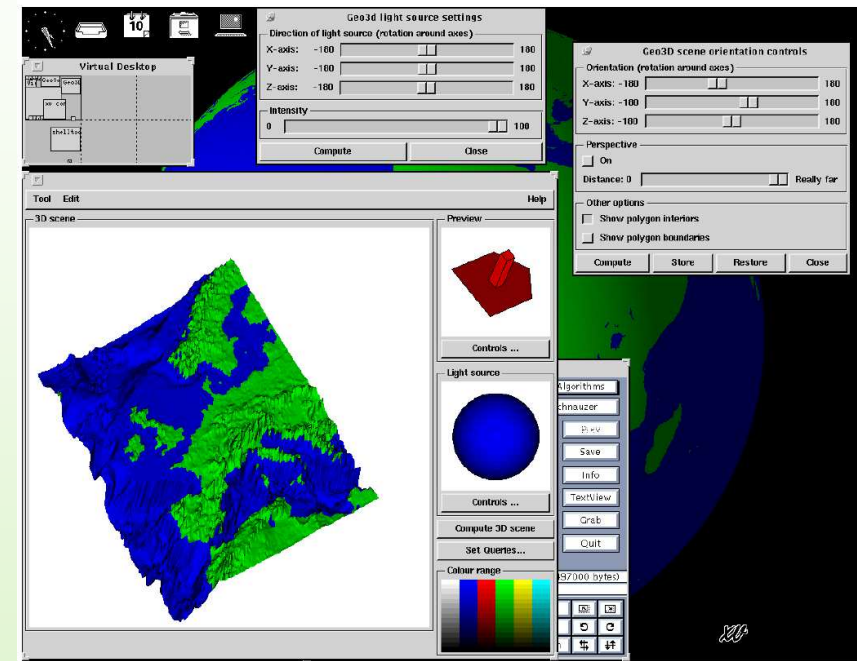 10
Virtual Desktop
Geo3d light source settings
Direction of light source (rotation around axes)
X-axis: -180 180
Y-axis: -180 180
Z-axis: -180 180
Intensity
0 100
Compute Close
Geo3D scene orientation controls
Orientation (rotation around axes)
X-axis: -180 180
Y-axis: -180 180
Z-axis: -180 180
Perspective
On
Distance: 0 Really far
Other options
Show polygon interiors
Show polygon boundaries
Compute Store Restore Close
Tool Edit Help
3D scene
Preview
Controls ...
Light source
Controls ...
Compute 3D scene
Set Queries...
Colour range
Algorithms
chnauzer
Prev
Save
Info
TextView
Grab
Quit
97000 bytes)
xv